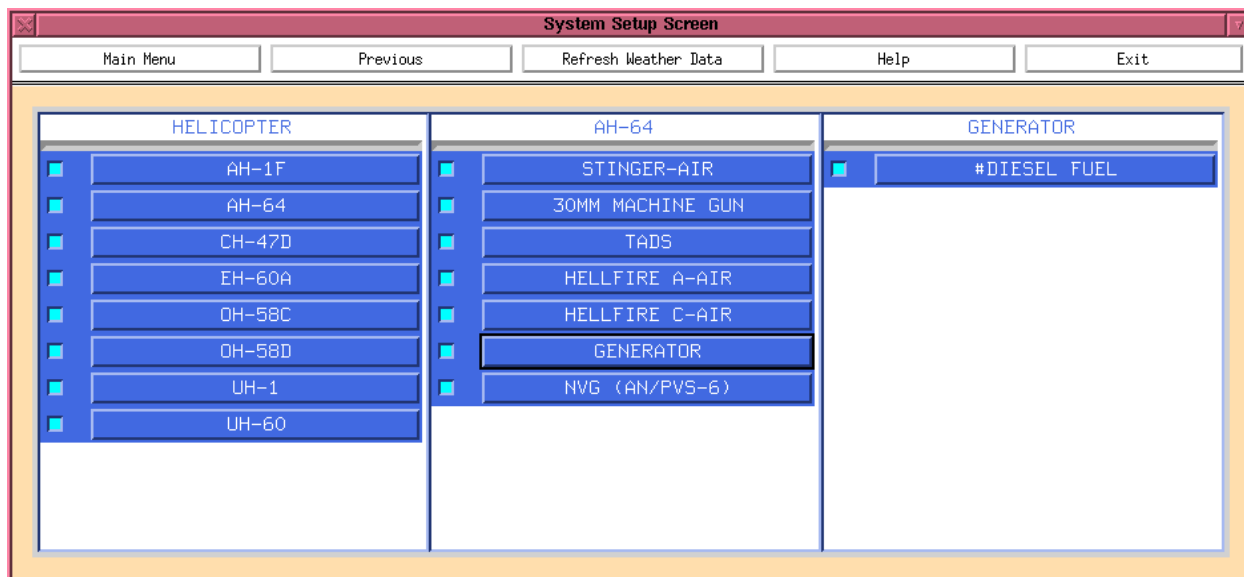 System Setup Screen
Main Menu
Previous
Refresh Weather Data
Help
Exit
HELICOPTER
AH-1F
AH-64
CH-47D
EH-60A
OH-58C
OH-58D
UH-1
UH-60
AH-64
STINGER-AIR
30MM MACHINE GUN
TADS
HELLFIRE A-AIR
HELLFIRE C-AIR
GENERATOR
NVG (AN/PVS-6)
GENERATOR
#DIESEL FUEL